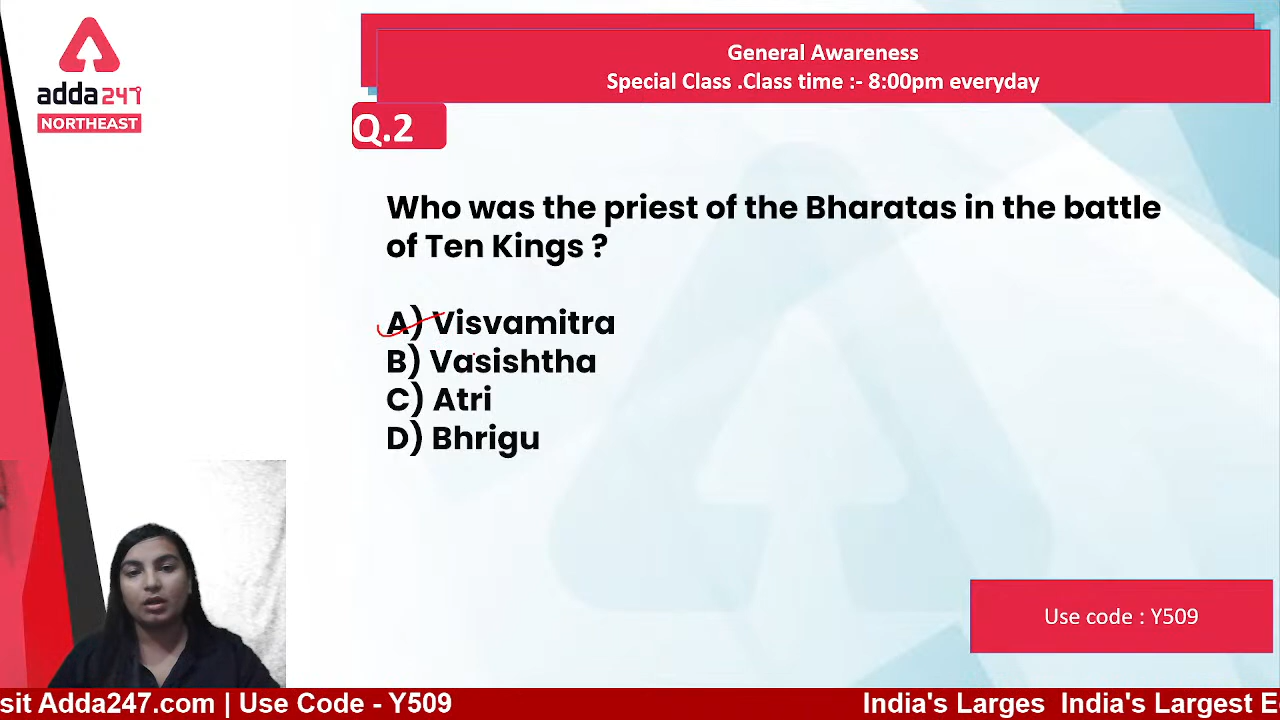 adda247
NORTHEAST
General Awareness
Special Class .Class time :- 8:00pm everyday
Q.2
Who was the priest of the Bharatas in the battle
of Ten Kings ?
A) Visvamitra
B) Vasishtha
C) Atri
D) Bhrigu
Use code : Y509
sit Adda247.com | Use Code - Y509
India's Larges India's Largest E